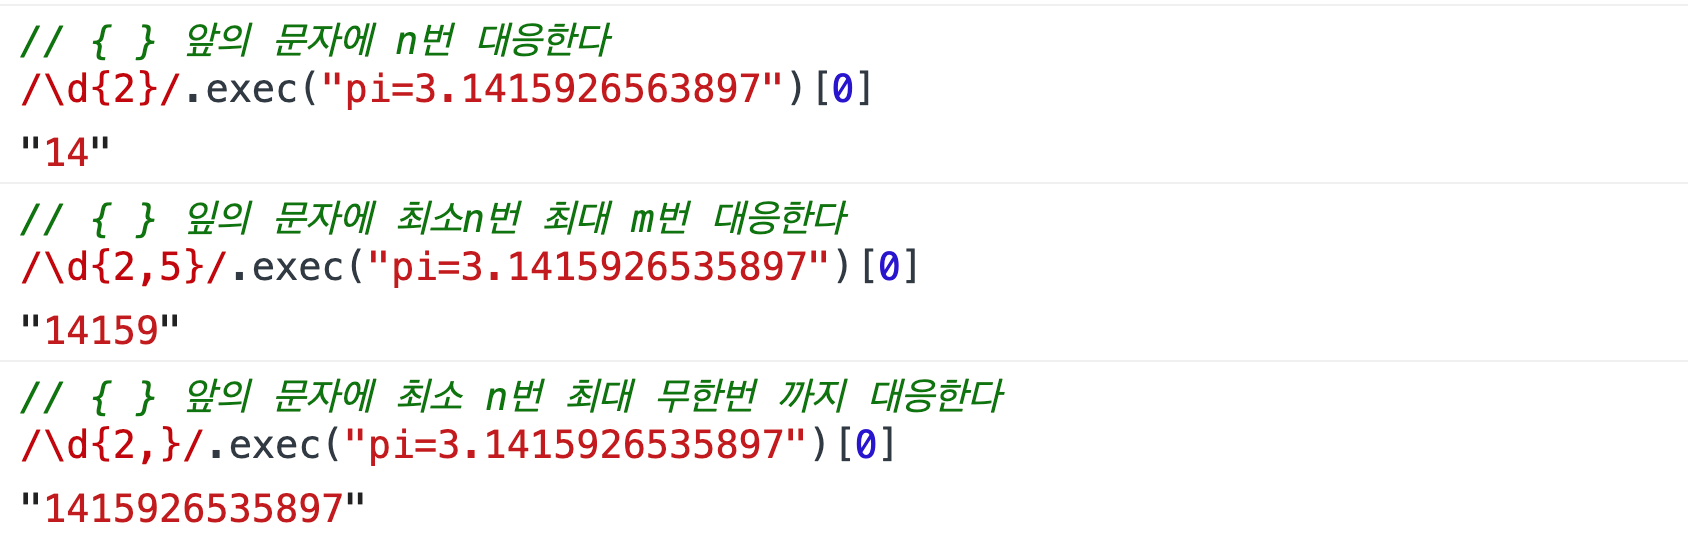 // { } 앞의 문자에 n번 대응한다
/\d{2}/.exec("pi=3.1415926563897")[0]
"14"
// { } 잎의 문자에 최소n번 최대 m번 대응한다
/\d{2,5}/.exec("pi=3.1415926535897")[0]
"14159"
// { } 앞의 문자에 최소 n번 최대 무한번 까지 대응한다
/\d{2,}/.exec("pi=3.1415926535897")[0]
"1415926535897"